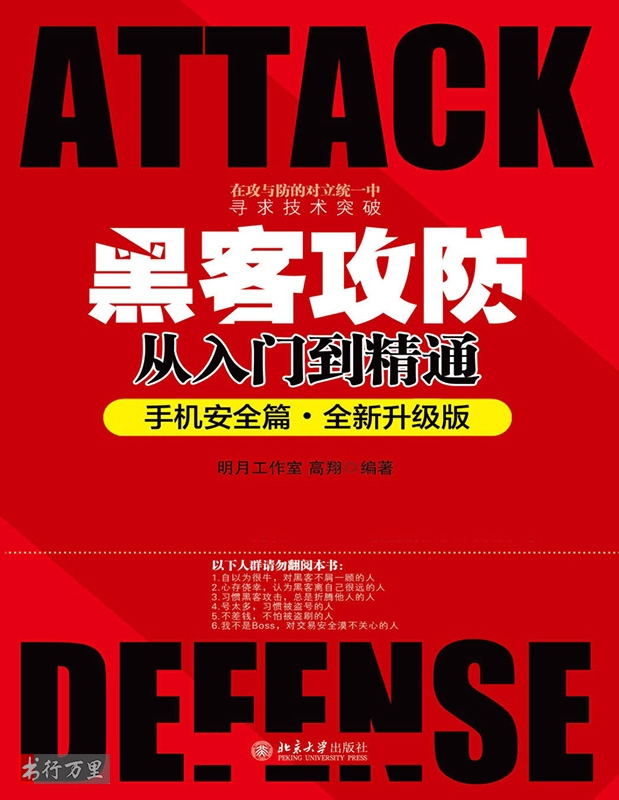 ATTACK
在攻与防的对立统一中
寻求技术突破
黑客攻防
从入门到精通
手机安全篇·全新升级版
明月工作室 高翔◇编著
以下人群请勿翻阅本书：
1.自以为很牛，对黑客不屑一顾的人
2.心存侥幸，认为黑客离自己很远的人
3.习惯黑客攻击，总是折腾他人的人
4.号太多，习惯被盗号的人
5.不差钱，不怕被盗刷的人
6.我不是Boss，对交易安全漠不关心的人
DEFENSE
北京大学出版社
PEKING UNIVERSITY PRESS
书行万里